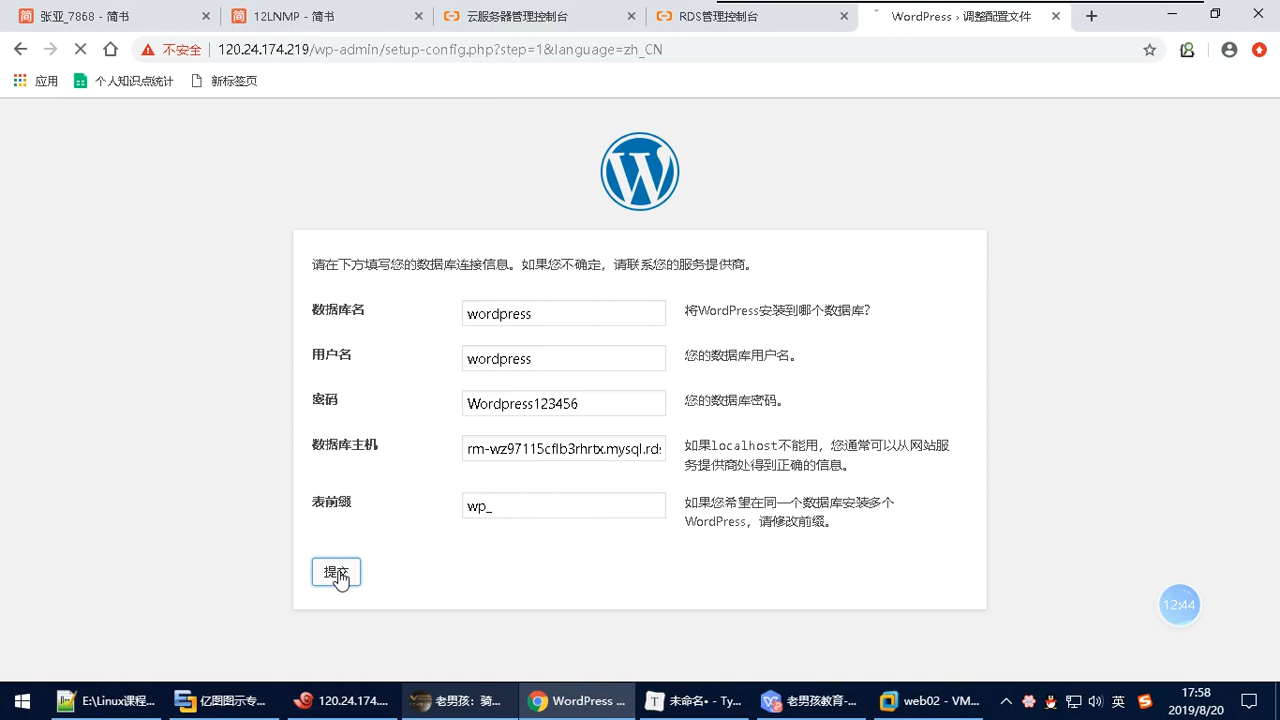 张亚_7868 - 简书
12LNMP - 简书
云服务器管理控制台
RDS管理控制台
WordPress › 调整配置文件
不安全
120.24.174.219/wp-admin/setup-config.php?step=1&language=zh_CN
应用
个人知识点统计
新标签页
请在下方填写您的数据库连接信息。如果您不确定，请联系您的服务提供商。
数据库名
wordpress
将WordPress安装到哪个数据库？
用户名
wordpress
您的数据库用户名。
密码
Wordpress123456
您的数据库密码。
数据库主机
rm-wz97115cflb3rhrtx.mysql.rds
如果localhost不能用，您通常可以从网站服
务提供商处得到正确的信息。
表前缀
wp_
如果您希望在同一个数据库安装多个
WordPress，请修改前缀。
提交
12:44
E:\Linux课程...
亿图图示专...
120.24.174....
老男孩：骑...
WordPress ...
未命名• - Ty...
老男孩教育-...
web02 - VM...
英
17:58
2019/8/20